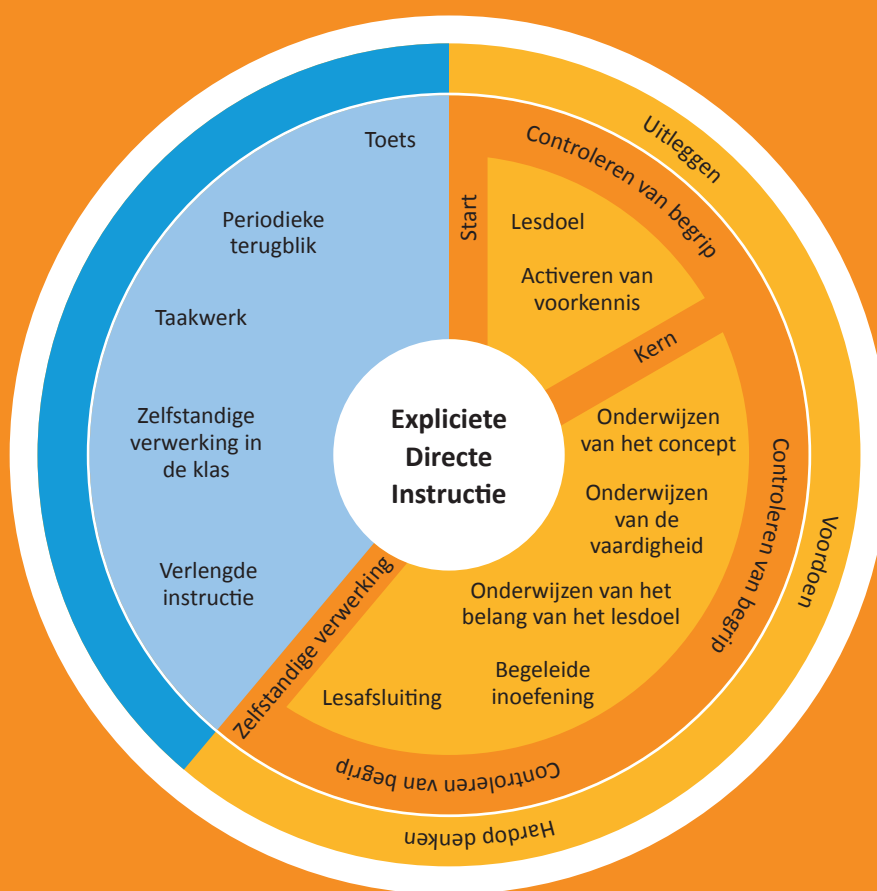 Uitleggen
Controleren van begrip
Start
Lesdoel
Activeren van
voorkennis
Kern
Expliciete
Directe
Instructie
Onderwijzen
van het concept
Onderwijzen
van de
vaardigheid
Onderwijzen van het
belang van het lesdoel
Begeleide
inoefening
Lesafsluiting
Controleren van begrip
Voordoen
Controleren van begrip
Hardop denken
Zelfstandige verwerking
Verlengde
instructie
Zelfstandige
verwerking in
de klas
Taakwerk
Periodieke
terugblik
Toets